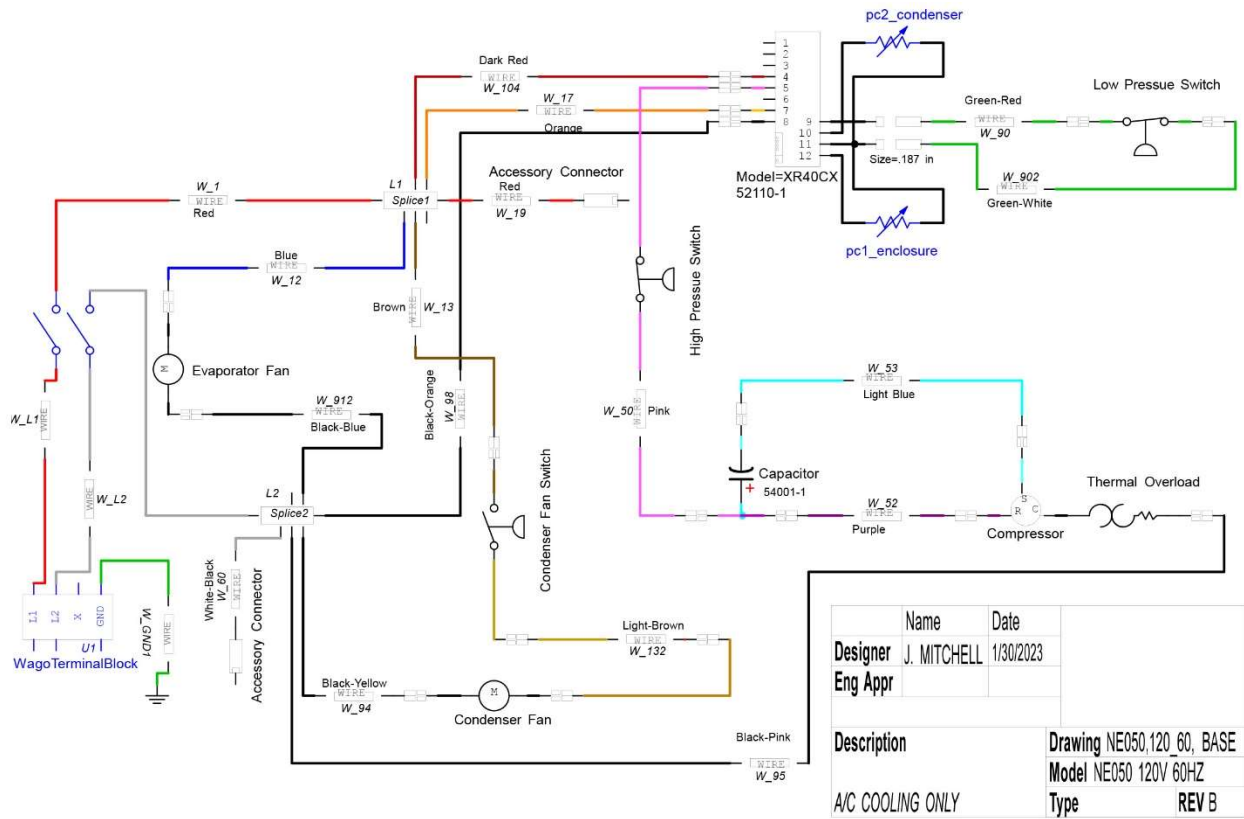 pc2_condenser
1
2
3
4
5
6
7
8
9
10
11
12
Dark Red
WIRE
W_104
W_17
WIRE
Orange
Green-Red
WIRE
W_90
Low Pressue Switch
Size=.187 in
W_902
WIRE
Green-White
Model=XR40CX
52110-1
pc1_enclosure
W_1
WIRE
Red
L1
Splice1
Accessory Connector
Red
WIRE
W_19
Blue
WIRE
W_12
Brown
WIRE
W_13
High Pressue Switch
M
Evaporator Fan
W_L1
WIRE
W_912
WIRE
Black-Blue
Black-Orange
WIRE
W_98
W_50
WIRE
Pink
W_53
WIRE
Light Blue
Capacitor
+
54001-1
Thermal Overload
W_L2
WIRE
L2
Splice2
W_52
WIRE
Purple
S
R
C
Compressor
Condenser Fan Switch
White-Black
WIRE
W_60
Accessory Connector
L1
L2
X
GND
U1
WagoTerminalBlock
W_GND1
WIRE
Light-Brown
WIRE
W_132
Black-Yellow
WIRE
W_94
M
Condenser Fan
Black-Pink
WIRE
W_95
Name Date
Designer J. MITCHELL 1/30/2023
Eng Appr
Description Drawing NE050,120_60, BASE
Model NE050 120V 60HZ
A/C COOLING ONLY Type REV B